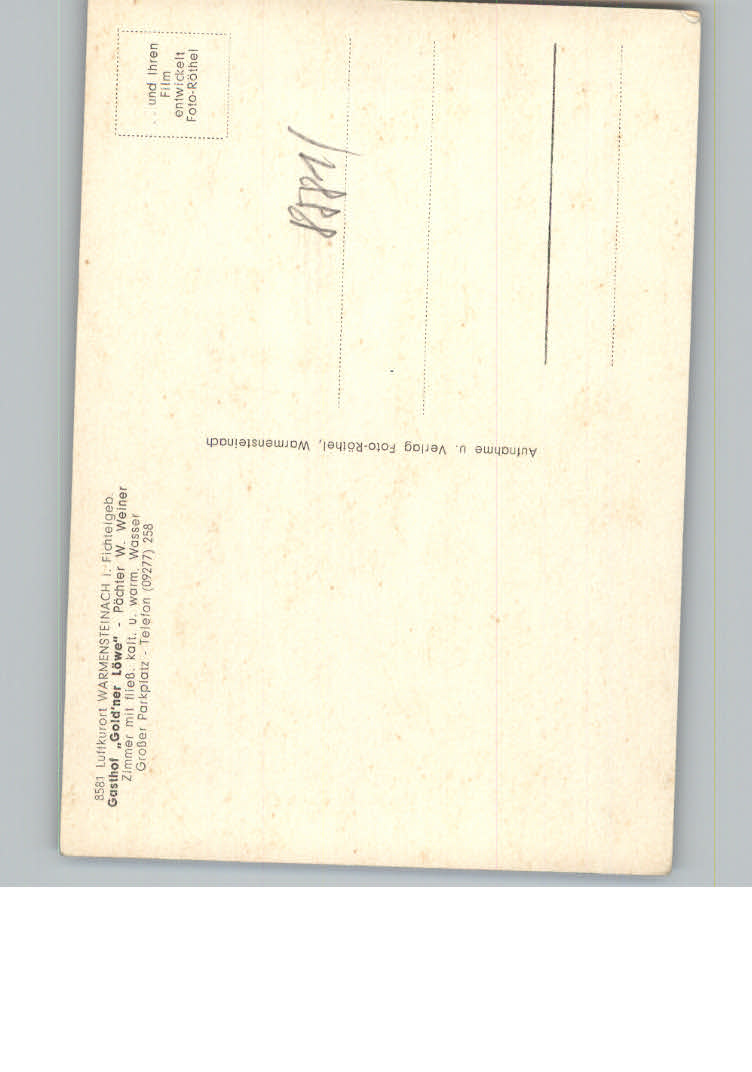 8581 Luftkurort WARMENSTEINACH i. Fichtelgeb.
Gasthof „Gold'ner Löwe" - Pächter W. Weiner
Zimmer mit fließ. kalt. u. warm. Wasser
Großer Parkplatz - Telefon (09277) 258
Aufnahme u. Verlag Foto-Röthel, Warmensteinach
. . und Ihren
Film
entwickelt
Foto-Röthel